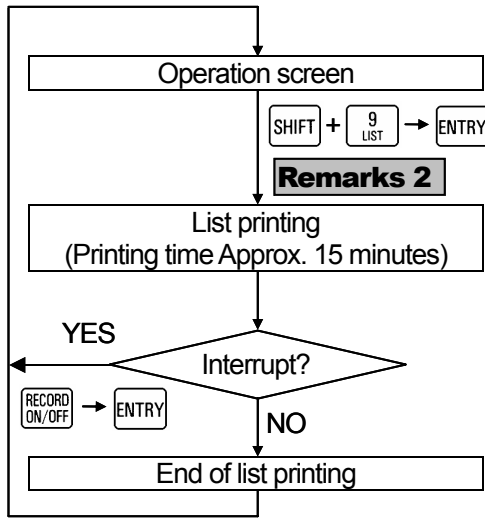 Operation screen
SHIFT + 9 LIST → ENTRY
Remarks 2
List printing
(Printing time Approx. 15 minutes)
YES
Interrupt?
RECORD ON/OFF → ENTRY
NO
End of list printing